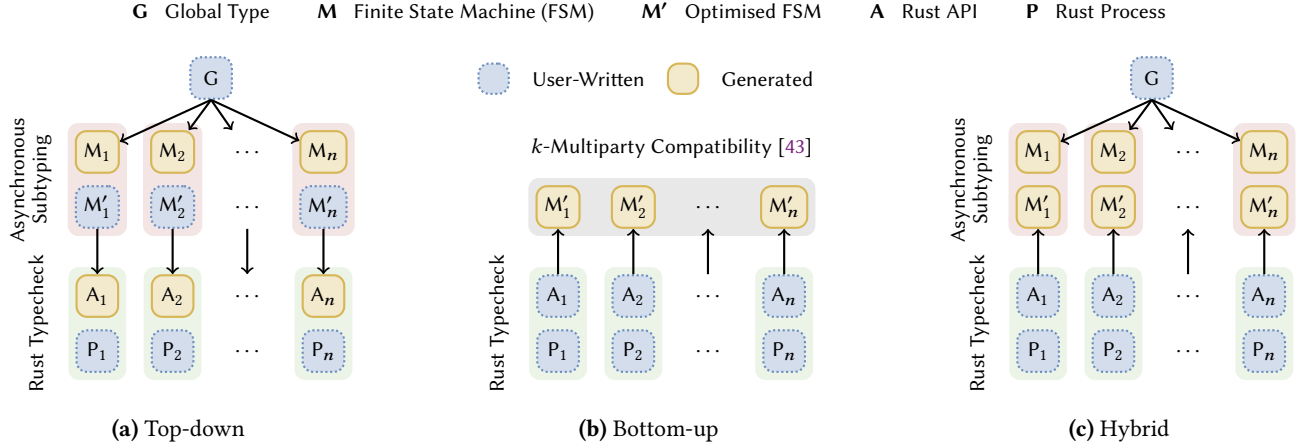 G Global Type M Finite State Machine (FSM) M′ Optimised FSM A Rust API P Rust Process
G
Asynchronous Subtyping
M₁ M₂ ··· Mₙ
M′₁ M′₂ ··· M′ₙ
Rust Typecheck
A₁ A₂ ··· Aₙ
P₁ P₂ ··· Pₙ
(a) Top-down
User-Written Generated
k-Multiparty Compatibility [43]
M′₁ M′₂ ··· M′ₙ
Rust Typecheck
A₁ A₂ ··· Aₙ
P₁ P₂ ··· Pₙ
(b) Bottom-up
G
Asynchronous Subtyping
M₁ M₂ ··· Mₙ
M′₁ M′₂ ··· M′ₙ
Rust Typecheck
A₁ A₂ ··· Aₙ
P₁ P₂ ··· Pₙ
(c) Hybrid